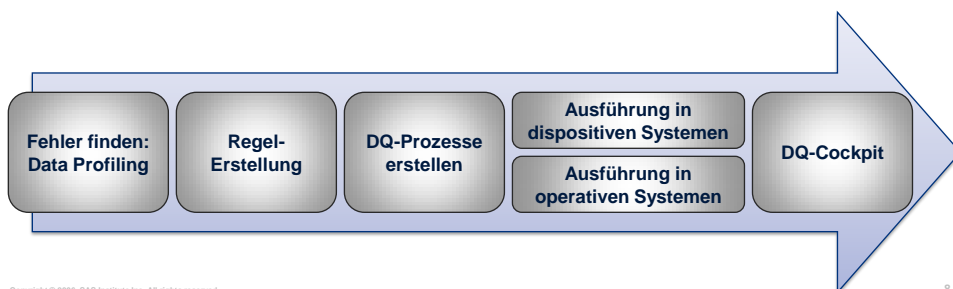 Fehler finden:
Data Profiling
Regel-
Erstellung
DQ-Prozesse
erstellen
Ausführung in
dispositiven Systemen
Ausführung in
operativen Systemen
DQ-Cockpit